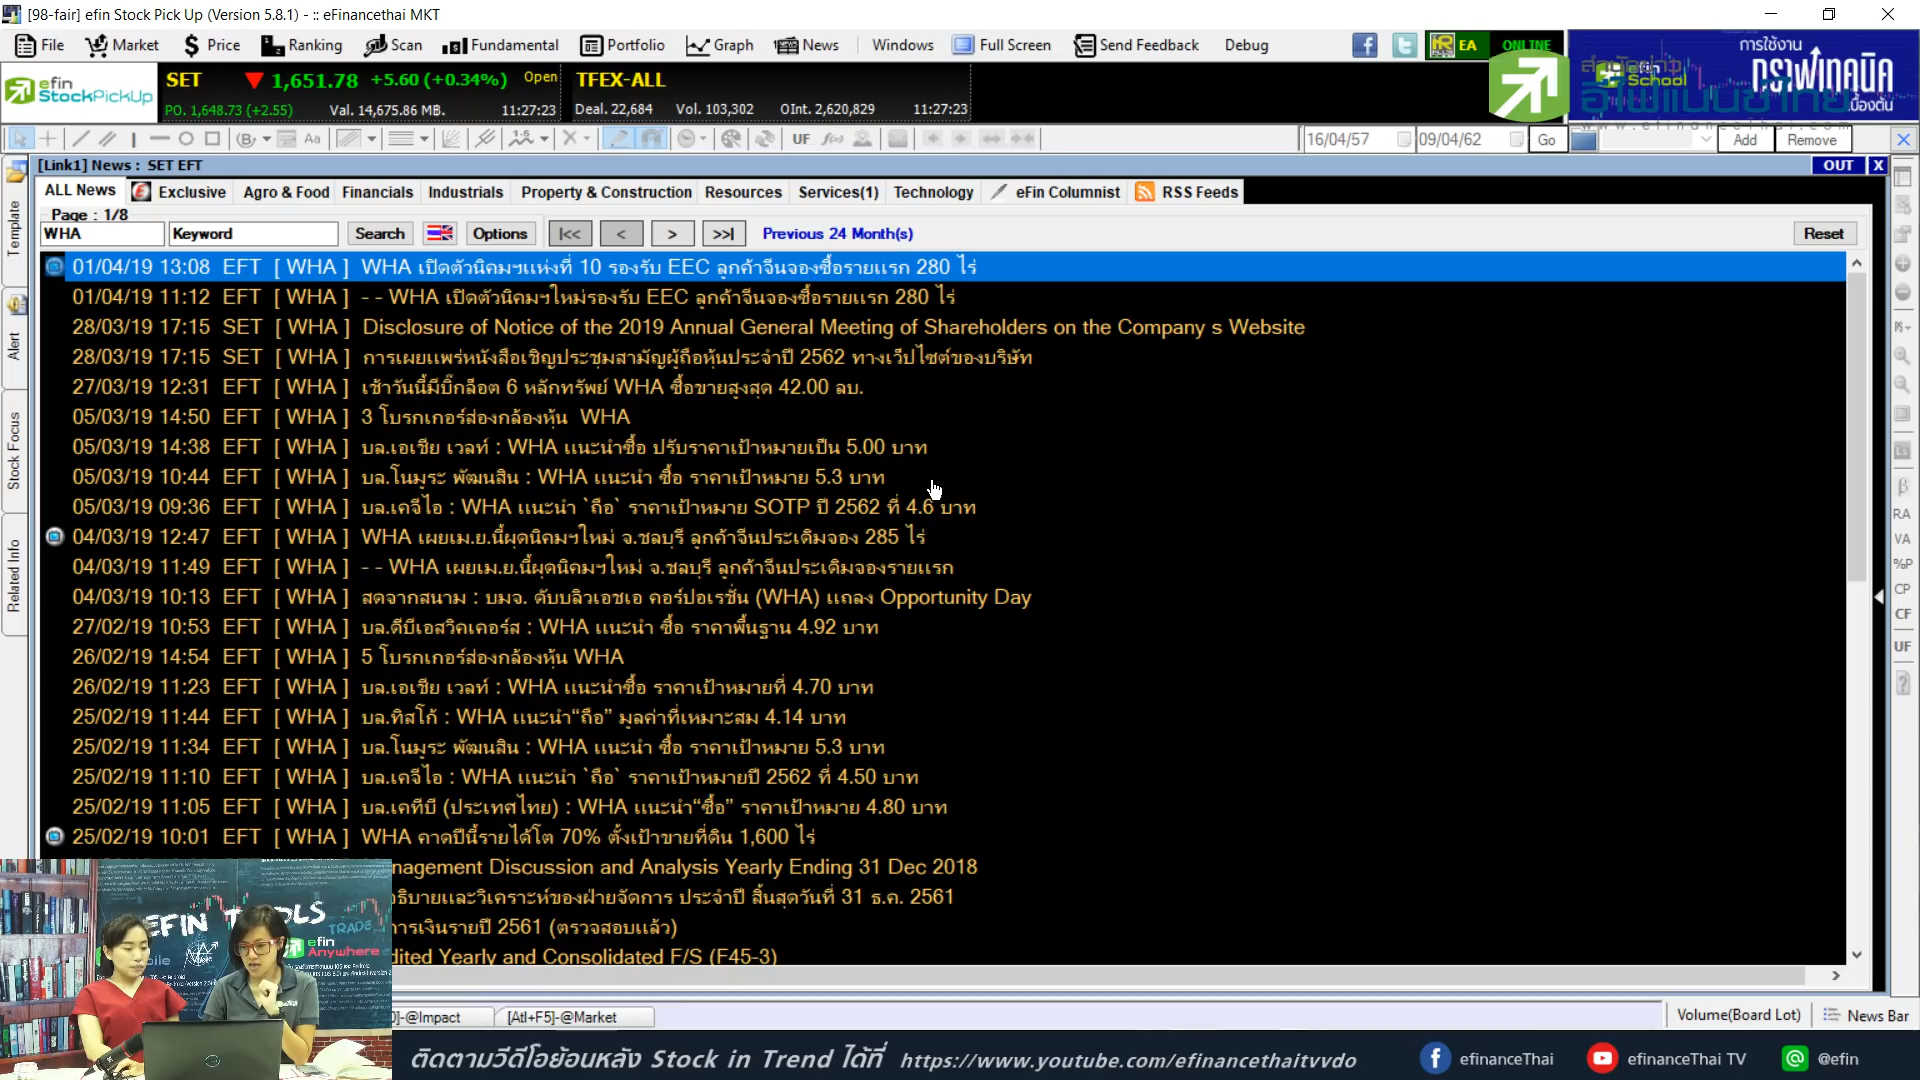 [98-fair] efin Stock Pick Up (Version 5.8.1) - :: eFinancethai MKT
File Market Price Ranking Scan Fundamental Portfolio Graph News Windows Full Screen Send Feedback Debug EA ONLINE
การใช้งาน
efin School
กราฟเทคนิค
เบื้องต้น
efin StockPickUp
SET 1,651.78 +5.60 (+0.34%) Open TFEX-ALL
PO. 1,648.73 (+2.55) Val. 14,675.86 MB. 11:27:23 Deal. 22,684 Vol. 103,302 OInt. 2,620,829 11:27:23
UF 16/04/57 09/04/62 Go Add Remove
[Link1] News : SET EFT OUT X
ALL News Exclusive Agro & Food Financials Industrials Property & Construction Resources Services(1) Technology eFin Columnist RSS Feeds
Page : 1/8
WHA Keyword Search Options |<< < > >>| Previous 24 Month(s) Reset
01/04/19 13:08 EFT [ WHA ] WHA เปิดตัวนิคมฯแห่งที่ 10 รองรับ EEC ลูกค้าจีนจองซื้อรายแรก 280 ไร่
01/04/19 11:12 EFT [ WHA ] - - WHA เปิดตัวนิคมฯใหม่รองรับ EEC ลูกค้าจีนจองซื้อรายแรก 280 ไร่
28/03/19 17:15 SET [ WHA ] Disclosure of Notice of the 2019 Annual General Meeting of Shareholders on the Company s Website
28/03/19 17:15 SET [ WHA ] การเผยแพร่หนังสือเชิญประชุมสามัญผู้ถือหุ้นประจำปี 2562 ทางเว็ปไซต์ของบริษัท
27/03/19 12:31 EFT [ WHA ] เช้าวันนี้มีบิ๊กล็อต 6 หลักทรัพย์ WHA ซื้อขายสูงสุด 42.00 ลบ.
05/03/19 14:50 EFT [ WHA ] 3 โบรกเกอร์ส่องกล้องหุ้น WHA
05/03/19 14:38 EFT [ WHA ] บล.เอเชีย เวลท์ : WHA แนะนำซื้อ ปรับราคาเป้าหมายเป็น 5.00 บาท
05/03/19 10:44 EFT [ WHA ] บล.โนมูระ พัฒนสิน : WHA แนะนำ ซื้อ ราคาเป้าหมาย 5.3 บาท
05/03/19 09:36 EFT [ WHA ] บล.เคจีไอ : WHA แนะนำ `ถือ` ราคาเป้าหมาย SOTP ปี 2562 ที่ 4.6 บาท
04/03/19 12:47 EFT [ WHA ] WHA เผยเม.ย.นี้ผุดนิคมฯใหม่ จ.ชลบุรี ลูกค้าจีนประเดิมจอง 285 ไร่
04/03/19 11:49 EFT [ WHA ] - - WHA เผยเม.ย.นี้ผุดนิคมฯใหม่ จ.ชลบุรี ลูกค้าจีนประเดิมจองรายแรก
04/03/19 10:13 EFT [ WHA ] สดจากสนาม : บมจ. ดับบลิวเอชเอ คอร์ปอเรชั่น (WHA) แถลง Opportunity Day
27/02/19 10:53 EFT [ WHA ] บล.ดีบีเอสวิคเคอร์ส : WHA แนะนำ ซื้อ ราคาพื้นฐาน 4.92 บาท
26/02/19 14:54 EFT [ WHA ] 5 โบรกเกอร์ส่องกล้องหุ้น WHA
26/02/19 11:23 EFT [ WHA ] บล.เอเชีย เวลท์ : WHA แนะนำซื้อ ราคาเป้าหมายที่ 4.70 บาท
25/02/19 11:44 EFT [ WHA ] บล.ทิสโก้ : WHA แนะนำ“ถือ” มูลค่าที่เหมาะสม 4.14 บาท
25/02/19 11:34 EFT [ WHA ] บล.โนมูระ พัฒนสิน : WHA แนะนำ ซื้อ ราคาเป้าหมาย 5.3 บาท
25/02/19 11:10 EFT [ WHA ] บล.เคจีไอ : WHA แนะนำ `ถือ` ราคาเป้าหมายปี 2562 ที่ 4.50 บาท
25/02/19 11:05 EFT [ WHA ] บล.เคทีบี (ประเทศไทย) : WHA แนะนำ“ซื้อ” ราคาเป้าหมาย 4.80 บาท
25/02/19 10:01 EFT [ WHA ] WHA คาดปีนี้รายได้โต 70% ตั้งเป้าขายที่ดิน 1,600 ไร่
nagement Discussion and Analysis Yearly Ending 31 Dec 2018
อธิบายและวิเคราะห์ของฝ่ายจัดการ ประจำปี สิ้นสุดวันที่ 31 ธ.ค. 2561
การเงินรายปี 2561 (ตรวจสอบแล้ว)
dited Yearly and Consolidated F/S (F45-3)
Template
Alert
Stock Focus
Related Info
RA
VA
%P
CP
CF
UF
EFIN T LS
TRADE
efin Anywhere
]-@Impact [Atl+F5]-@Market Volume(Board Lot) News Bar
ติดตามวีดีโอย้อนหลัง Stock in Trend ได้ที่ https://www.youtube.com/efinancethaitvvdo efinanceThai efinanceThai TV @efin